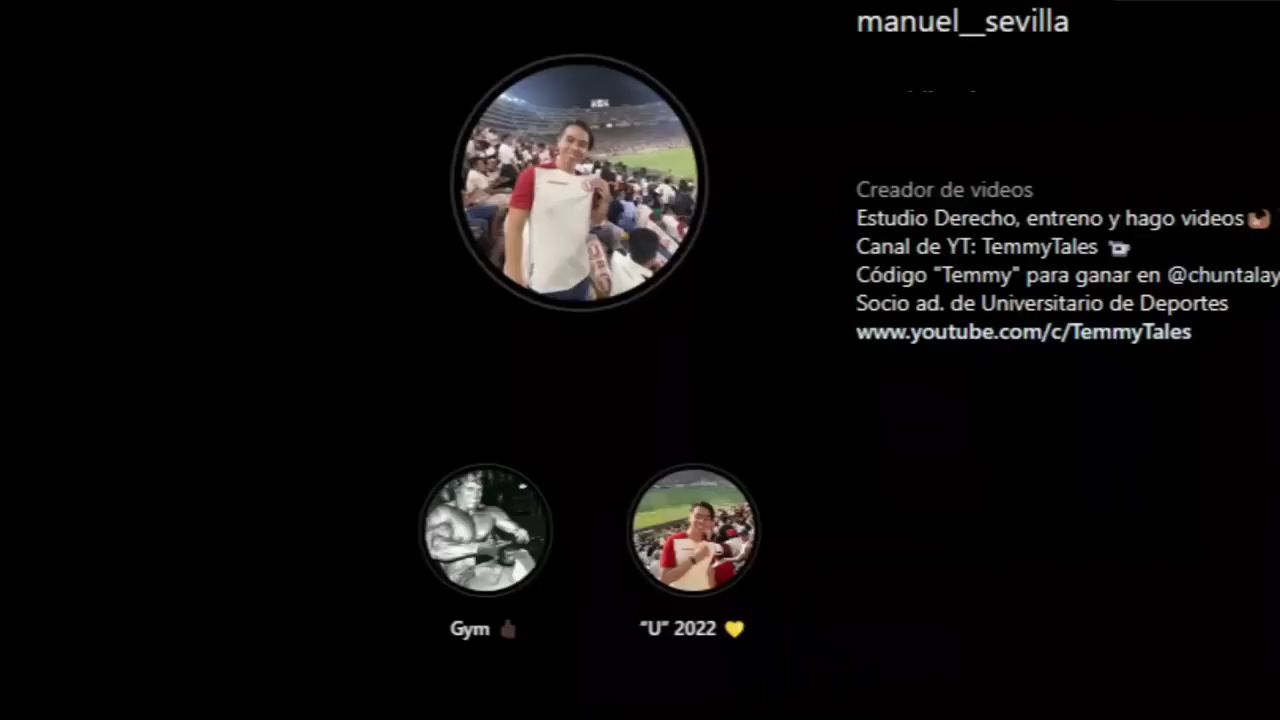 manuel__sevilla
Creador de videos
Estudio Derecho, entreno y hago videos
Canal de YT: TemmyTales
Código "Temmy" para ganar en @chuntalay
Socio ad. de Universitario de Deportes
www.youtube.com/c/TemmyTales
Gym
"U" 2022 💛